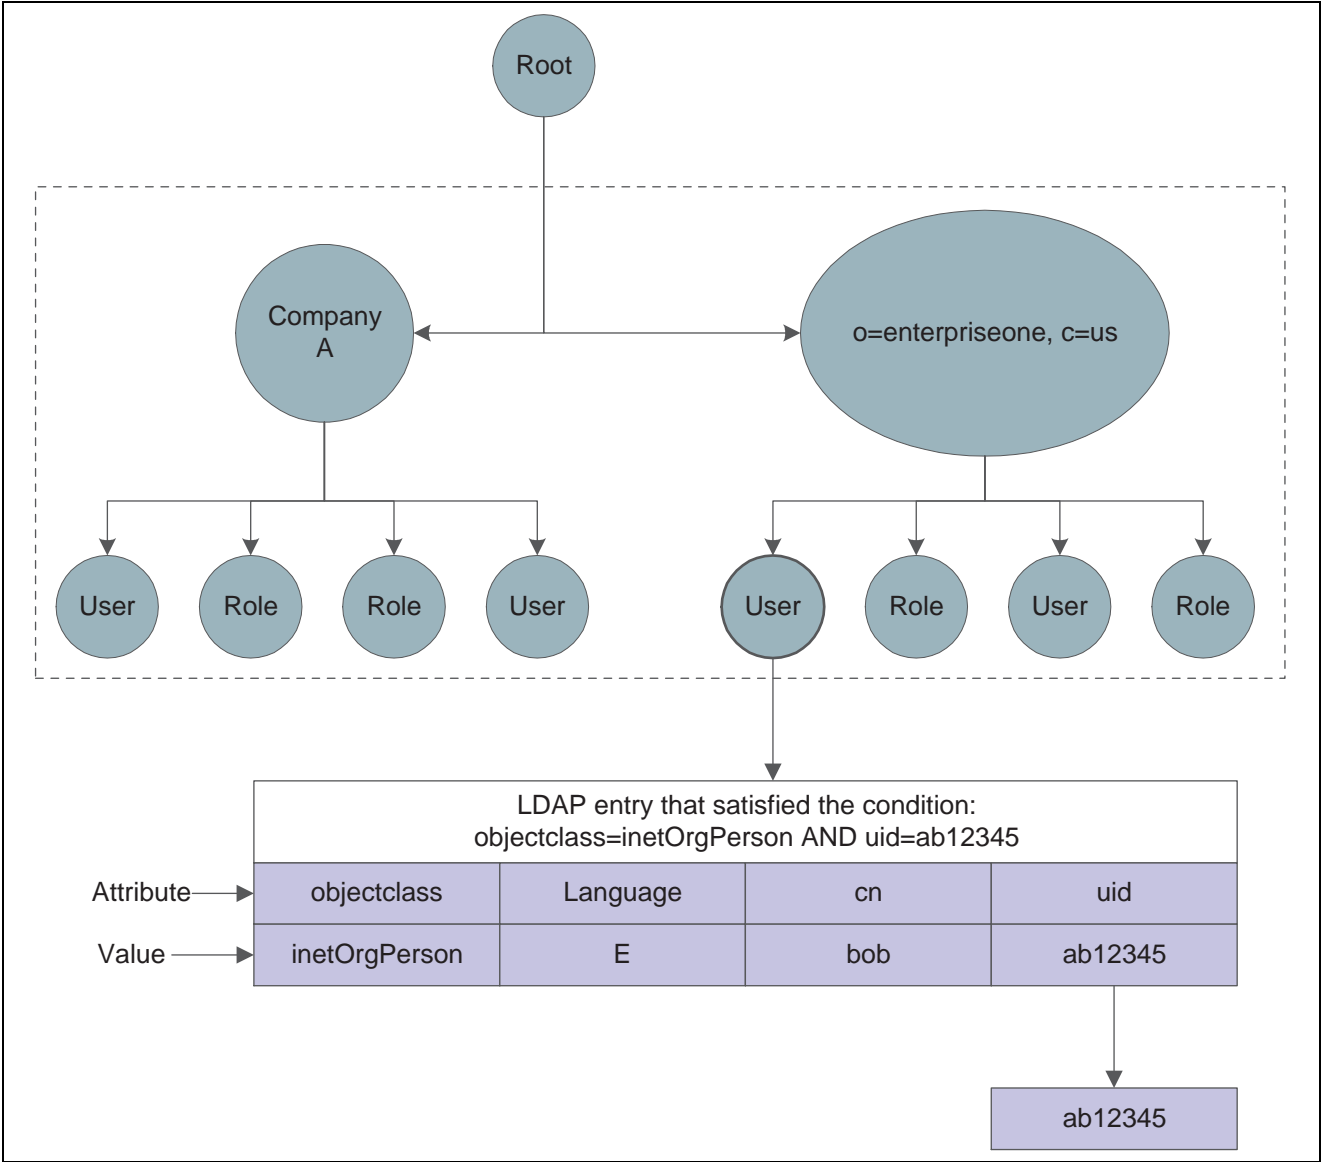 Root
Company
A
o=enterpriseone, c=us
User
Role
Role
User
User
Role
User
Role
LDAP entry that satisfied the condition:
objectclass=inetOrgPerson AND uid=ab12345
Attribute
objectclass
Language
cn
uid
Value
inetOrgPerson
E
bob
ab12345
ab12345